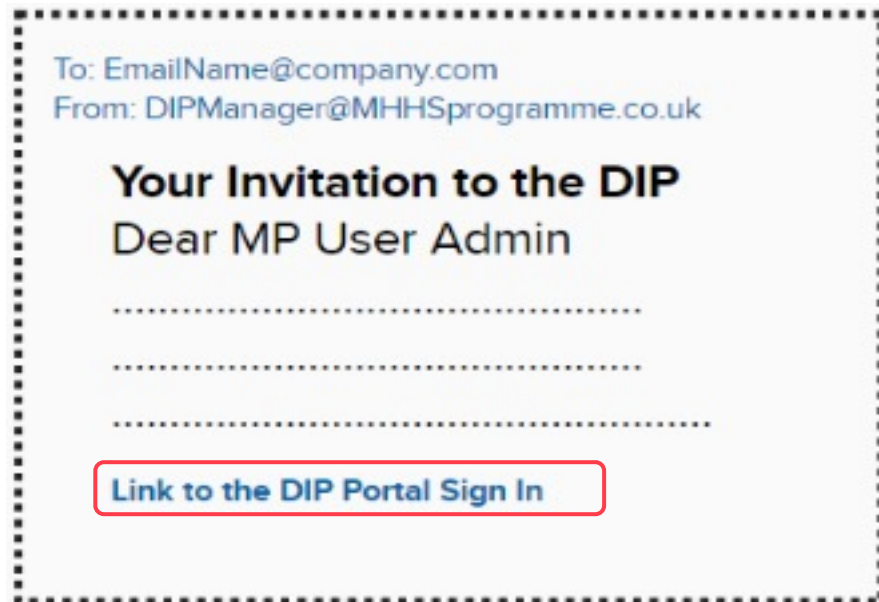 To: EmailName@company.com
From: DIPManager@MHHSprogramme.co.uk
Your Invitation to the DIP
Dear MP User Admin
..............................................
..............................................
....................................................
Link to the DIP Portal Sign In